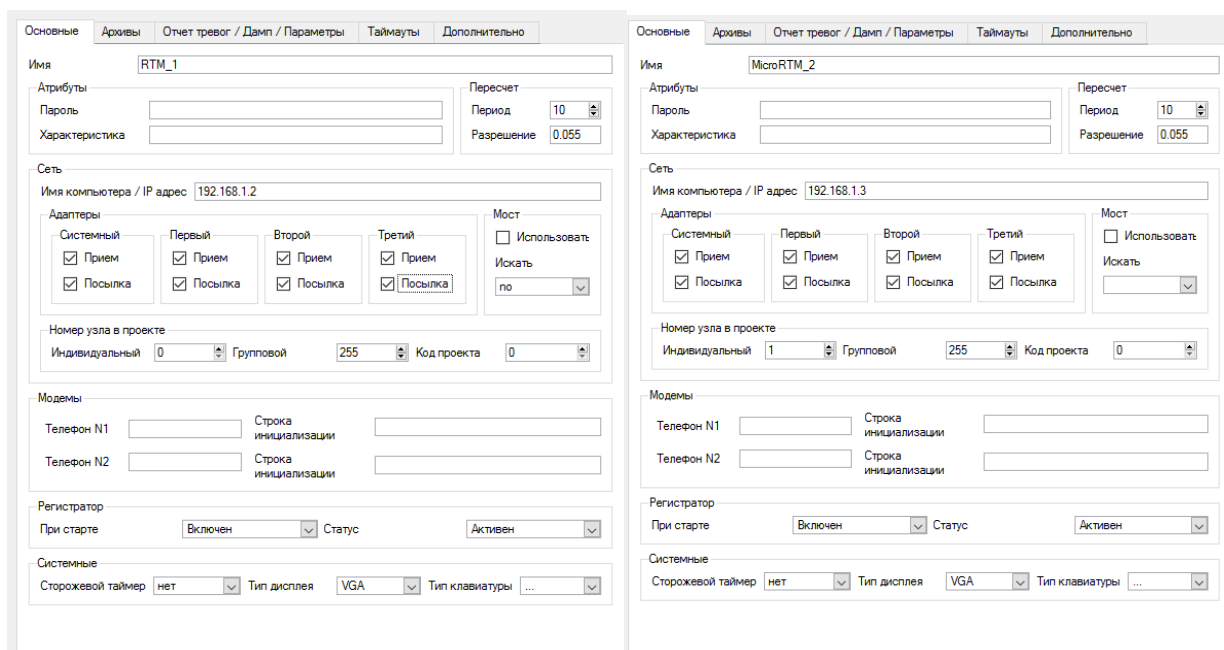 Основные Архивы Отчет тревог / Дамп / Параметры Таймауты Дополнительно
Имя RTM_1
Атрибуты Пересчет
Пароль Период 10
Характеристика Разрешение 0.055
Сеть
Имя компьютера / IP адрес 192.168.1.2
Адаптеры Мост
Системный Первый Второй Третий Использовать
Прием Прием Прием Прием Искать
Посылка Посылка Посылка Посылка no
Номер узла в проекте
Индивидуальный 0 Групповой 255 Код проекта 0
Модемы
Телефон N1 Строка
инициализации
Телефон N2 Строка
инициализации
Регистратор
При старте Включен Статус Активен
Системные
Сторожевой таймер нет Тип дисплея VGA Тип клавиатуры ...
Основные Архивы Отчет тревог / Дамп / Параметры Таймауты Дополнительно
Имя MicroRTM_2
Атрибуты Пересчет
Пароль Период 10
Характеристика Разрешение 0.055
Сеть
Имя компьютера / IP адрес 192.168.1.3
Адаптеры Мост
Системный Первый Второй Третий Использовать
Прием Прием Прием Прием Искать
Посылка Посылка Посылка Посылка
Номер узла в проекте
Индивидуальный 1 Групповой 255 Код проекта 0
Модемы
Телефон N1 Строка
инициализации
Телефон N2 Строка
инициализации
Регистратор
При старте Включен Статус Активен
Системные
Сторожевой таймер нет Тип дисплея VGA Тип клавиатуры ...